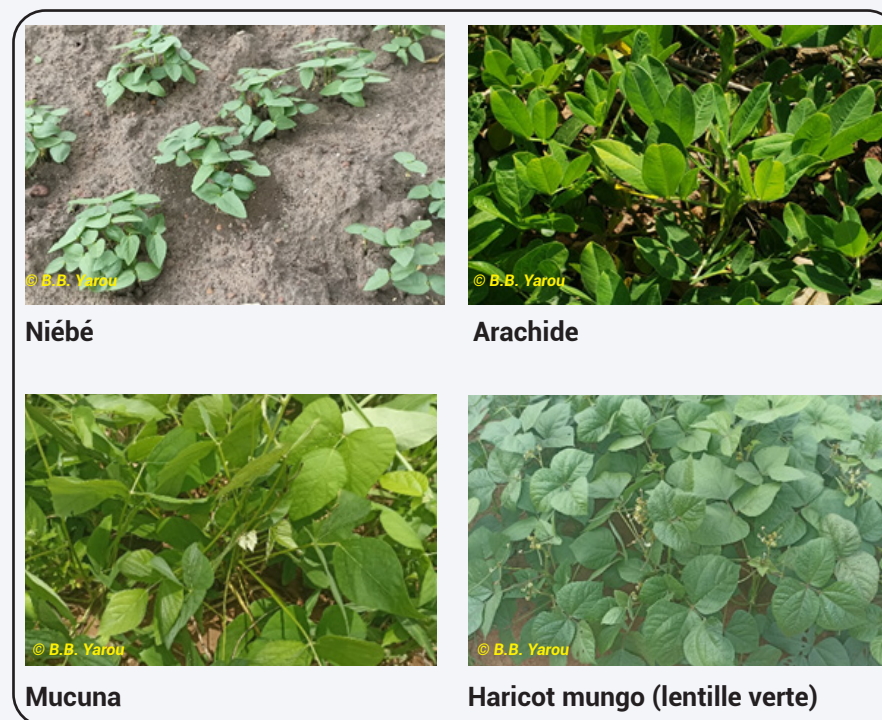 © B.B. Yarou
© B.B. Yarou
Niébé
Arachide
© B.B. Yarou
© B.B. Yarou
Mucuna
Haricot mungo (lentille verte)